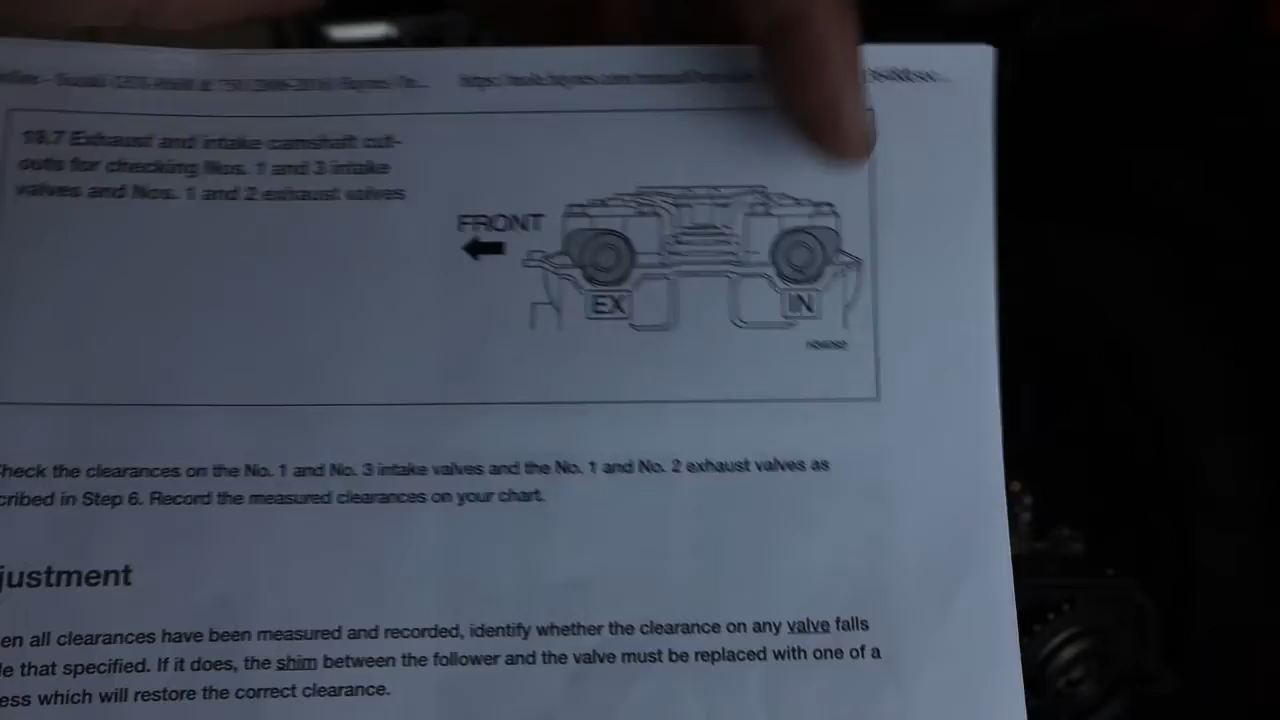 18.7 Exhaust and intake camshaft cut-
outs for checking Nos. 1 and 3 intake
valves and Nos. 1 and 2 exhaust valves
FRONT
EX
IN
heck the clearances on the No. 1 and No. 3 intake valves and the No. 1 and No. 2 exhaust valves as
cribed in Step 6. Record the measured clearances on your chart.
justment
en all clearances have been measured and recorded, identify whether the clearance on any valve falls
e that specified. If it does, the shim between the follower and the valve must be replaced with one of a
ess which will restore the correct clearance.